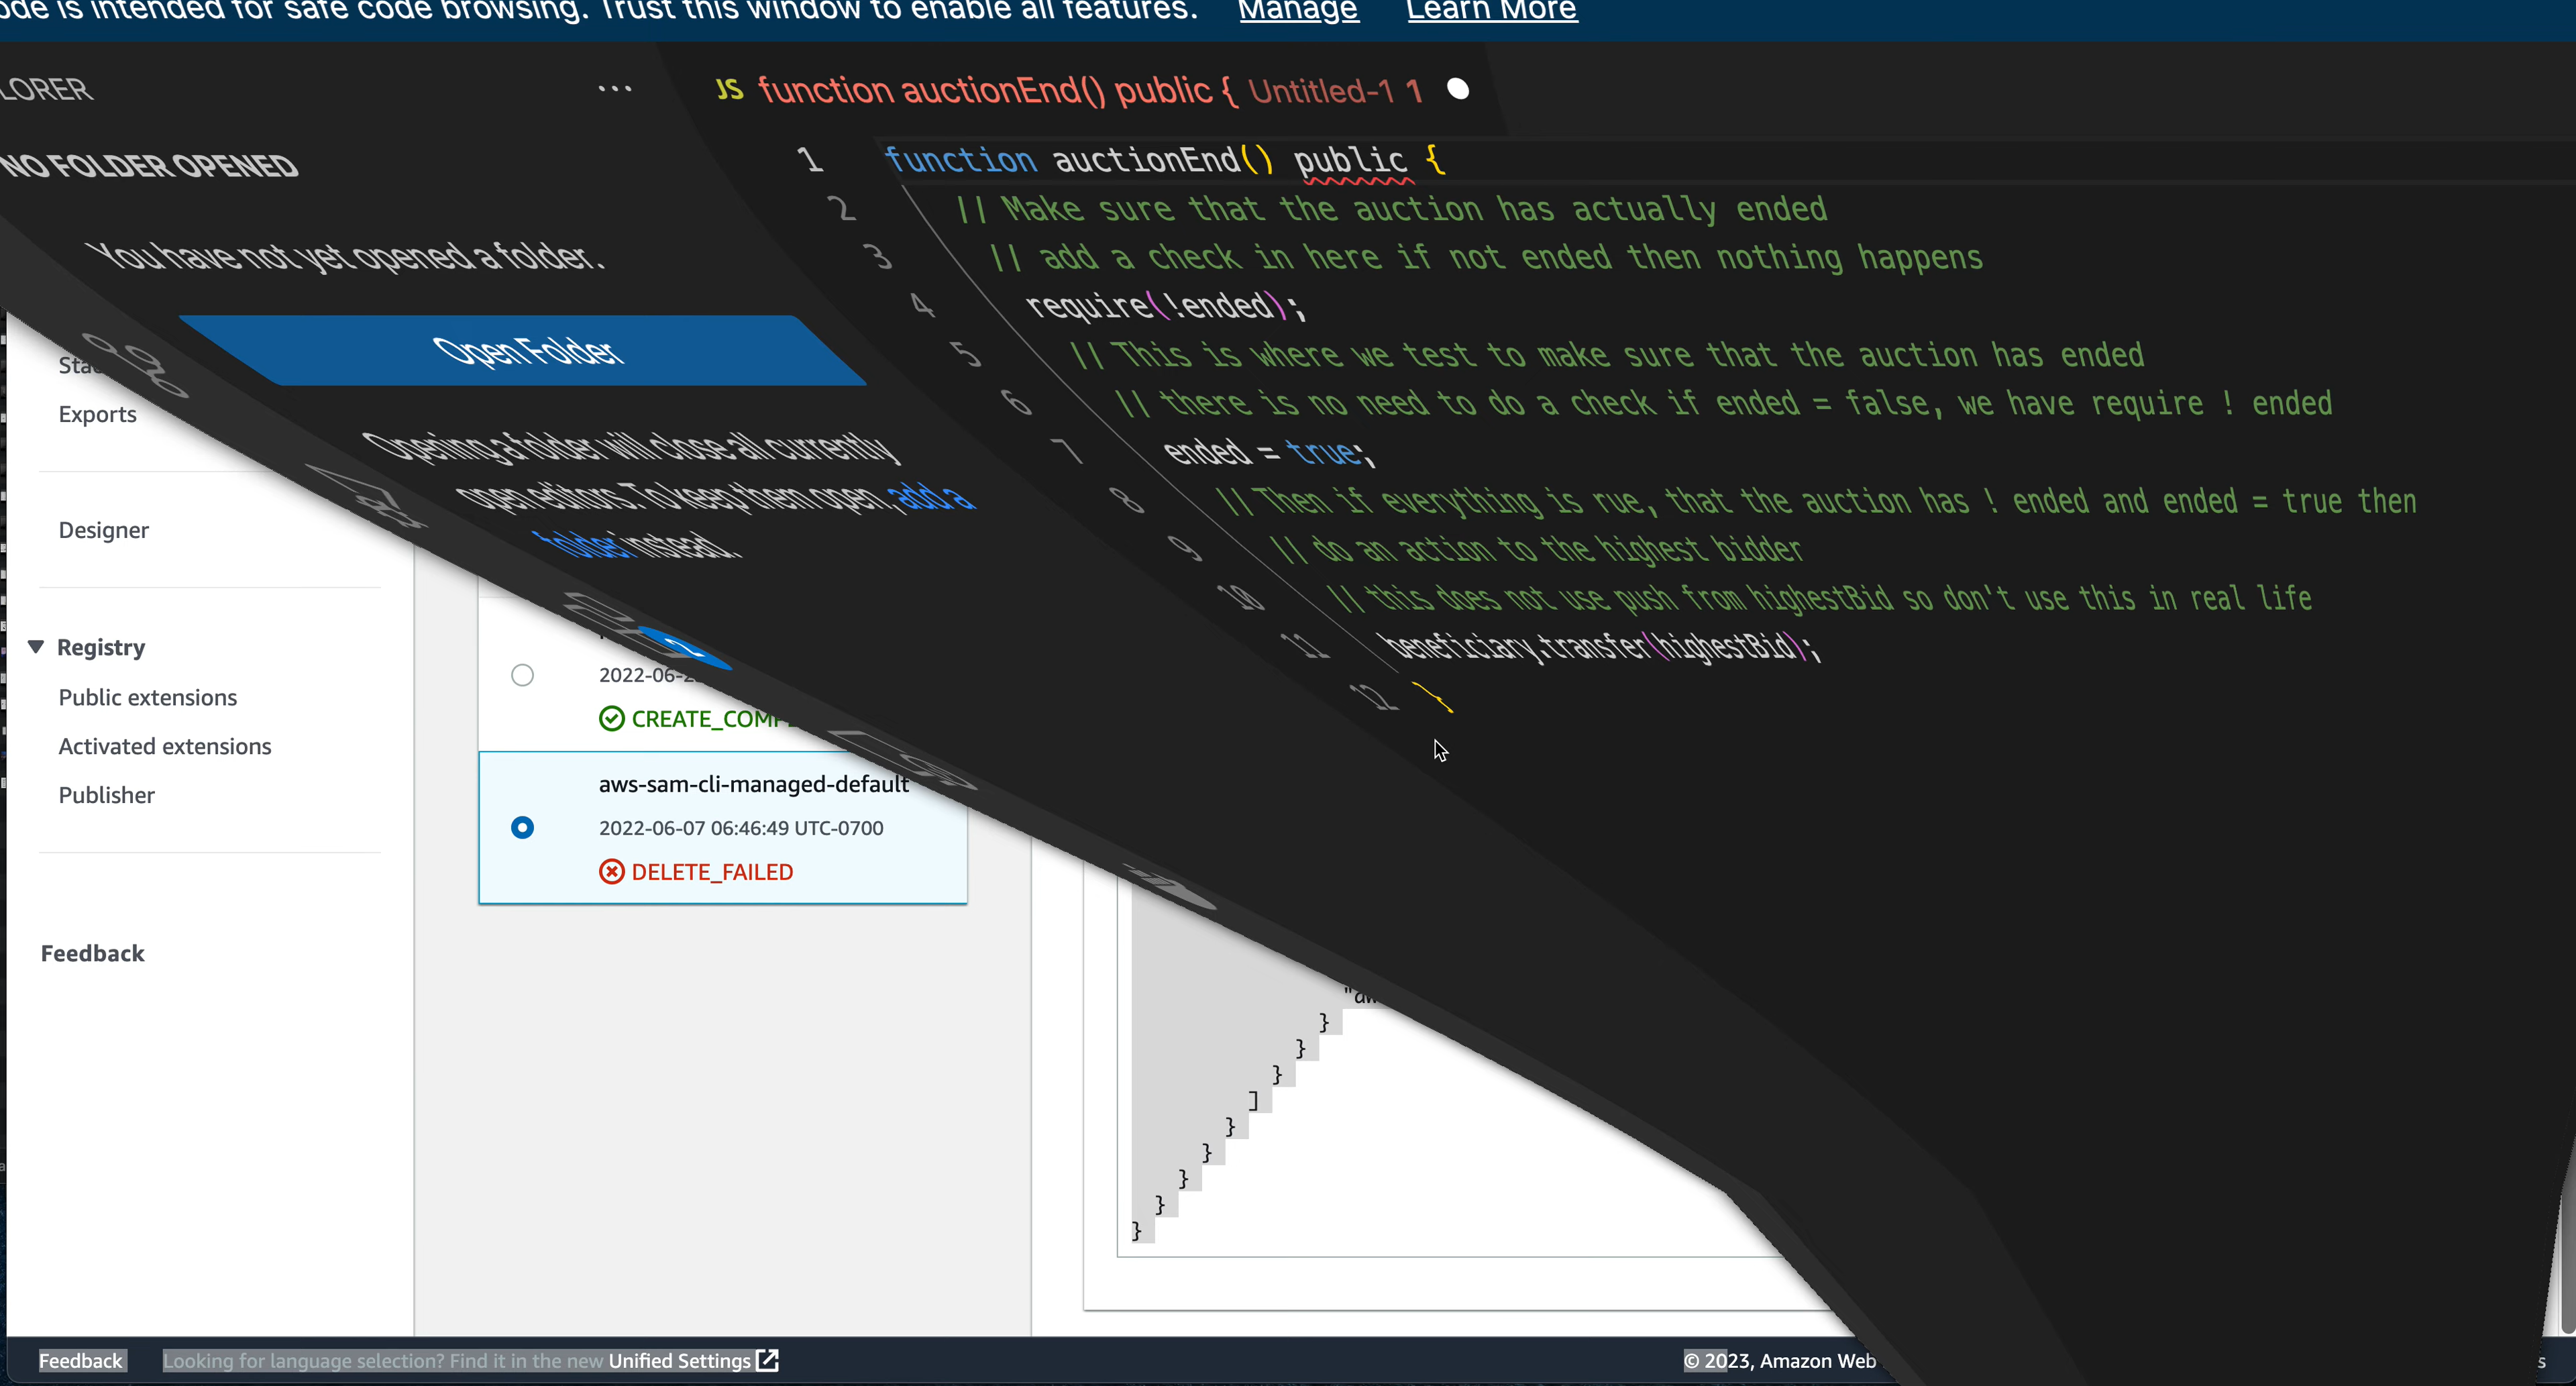 ode is intended for safe code browsing. Trust this window to enable all features. Manage Learn More
LORER ...
JS function auctionEnd() public { Untitled-1 1
NO FOLDER OPENED
You have not yet opened a folder.
Open Folder
Opening a folder will close all currently
open editors. To keep them open, add a
folder instead.
1 function auctionEnd() public {
2 // Make sure that the auction has actually ended
3 // add a check in here if not ended then nothing happens
4 require(!ended);
5 // This is where we test to make sure that the auction has ended
6 // there is no need to do a check if ended = false, we have require ! ended
7 ended = true;
8 // Then if everything is rue, that the auction has ! ended and ended = true then
9 // do an action to the highest bidder
10 // this does not use push from highestBid so don't use this in real life
11 beneficiary.transfer(highestBid);
12 }
Exports
Designer
Registry
Public extensions
Activated extensions
Publisher
Feedback
2022-06-2
CREATE_COMP
aws-sam-cli-managed-default
2022-06-07 06:46:49 UTC-0700
DELETE_FAILED
"aw
}
}
}
]
}
}
}
}
}
Feedback Looking for language selection? Find it in the new Unified Settings
© 2023, Amazon Web
s